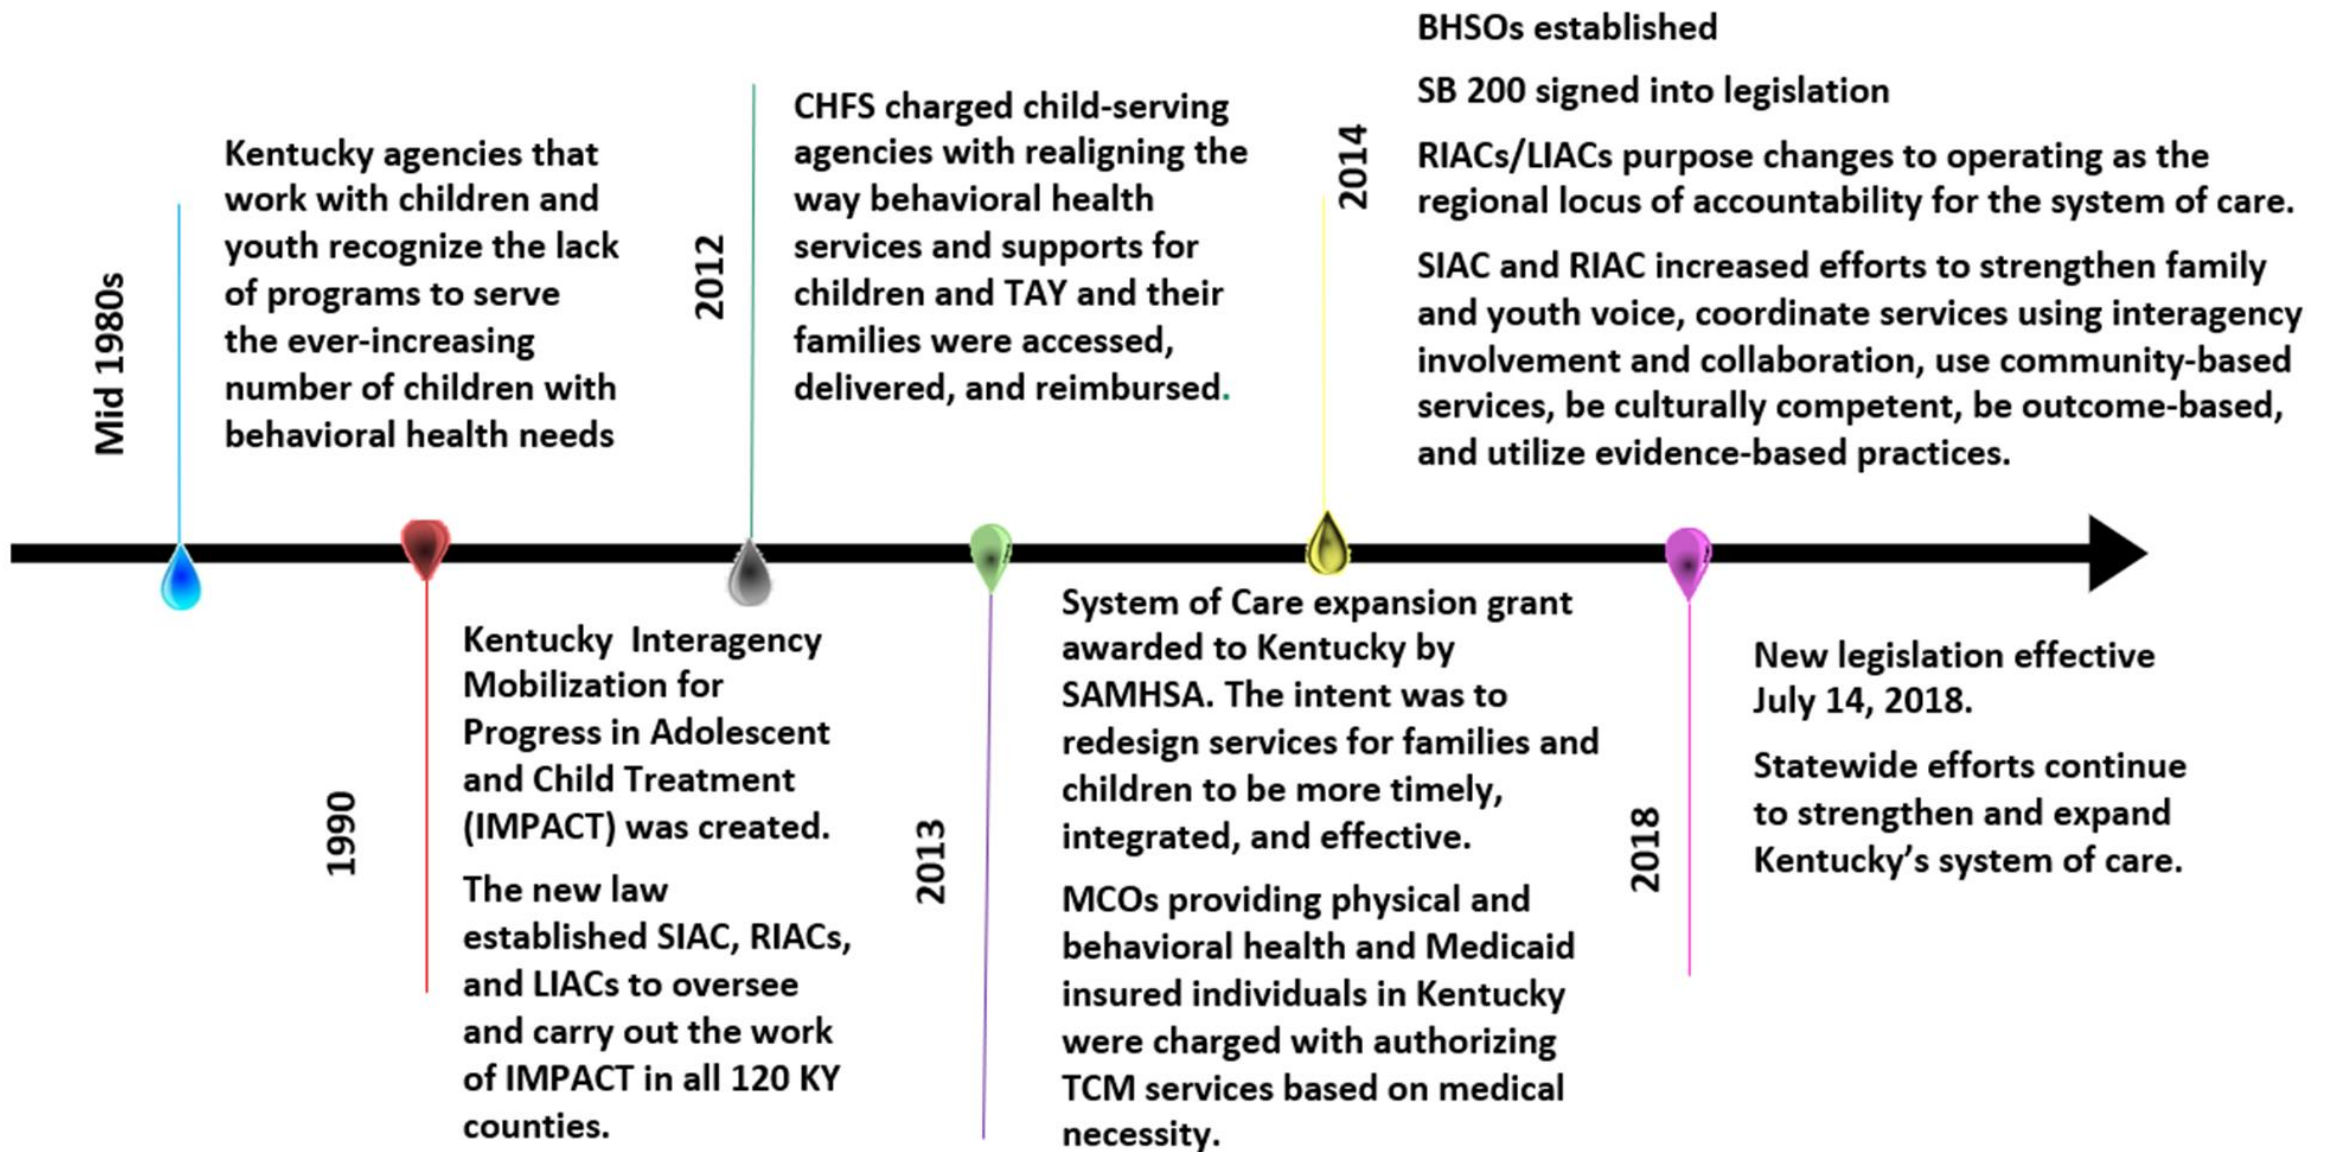 Mid 1980s
Kentucky agencies that
work with children and
youth recognize the lack
of programs to serve
the ever-increasing
number of children with
behavioral health needs
1990
Kentucky  Interagency
Mobilization for
Progress in Adolescent
and Child Treatment
(IMPACT) was created.
The new law
established SIAC, RIACs,
and LIACs to oversee
and carry out the work
of IMPACT in all 120 KY
counties.
2012
CHFS charged child-serving
agencies with realigning the
way behavioral health
services and supports for
children and TAY and their
families were accessed,
delivered, and reimbursed.
2013
System of Care expansion grant
awarded to Kentucky by
SAMHSA. The intent was to
redesign services for families and
children to be more timely,
integrated, and effective.
MCOs providing physical and
behavioral health and Medicaid
insured individuals in Kentucky
were charged with authorizing
TCM services based on medical
necessity.
2014
BHSOs established
SB 200 signed into legislation
RIACs/LIACs purpose changes to operating as the
regional locus of accountability for the system of care.
SIAC and RIAC increased efforts to strengthen family
and youth voice, coordinate services using interagency
involvement and collaboration, use community-based
services, be culturally competent, be outcome-based,
and utilize evidence-based practices.
2018
New legislation effective
July 14, 2018.
Statewide efforts continue
to strengthen and expand
Kentucky’s system of care.